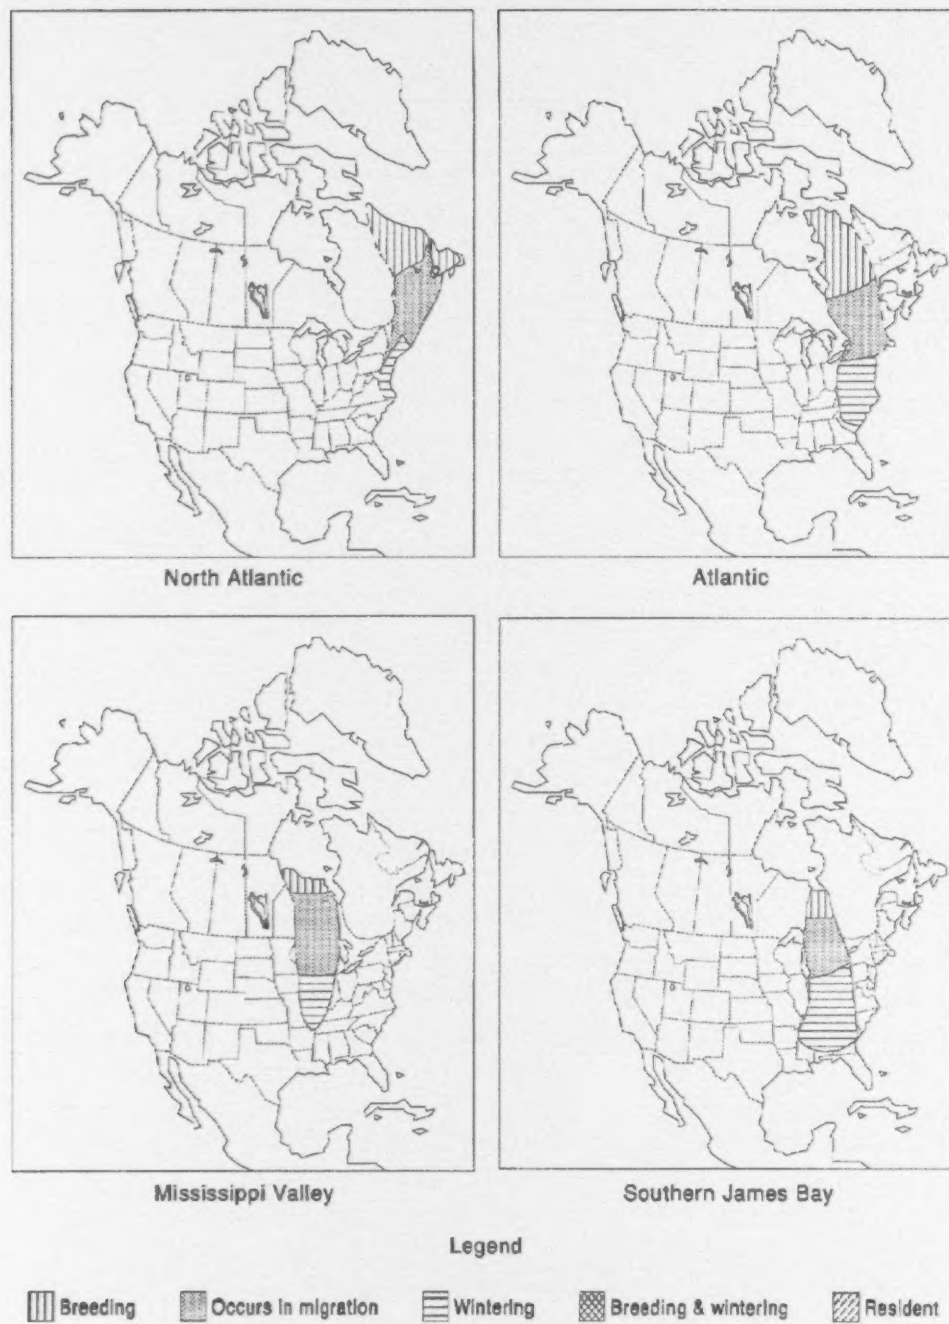 North Atlantic
Atlantic
Mississippi Valley
Southern James Bay
Legend
Breeding
Occurs in migration
Wintering
Breeding & wintering
Resident